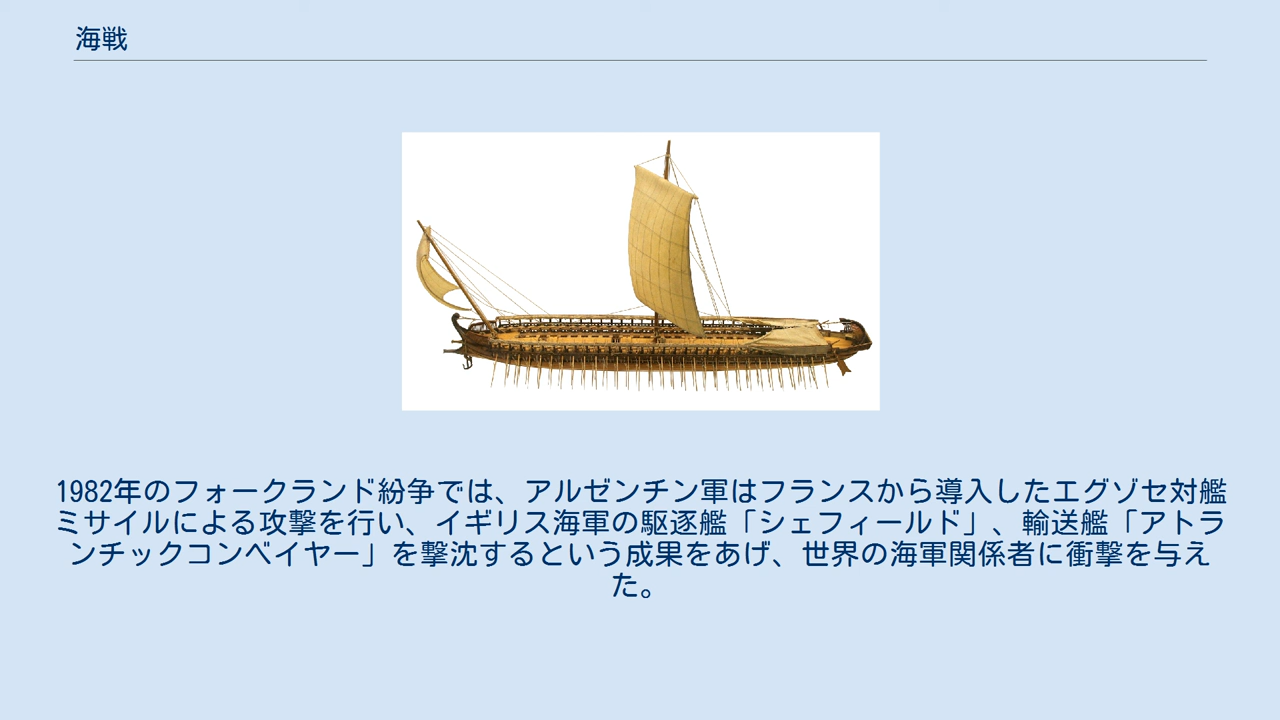 海戦
1982年のフォークランド紛争では、アルゼンチン軍はフランスから導入したエグゾセ対艦
ミサイルによる攻撃を行い、イギリス海軍の駆逐艦「シェフィールド」、輸送艦「アトラ
ンチックコンベイヤー」を撃沈するという成果をあげ、世界の海軍関係者に衝撃を与え
た。